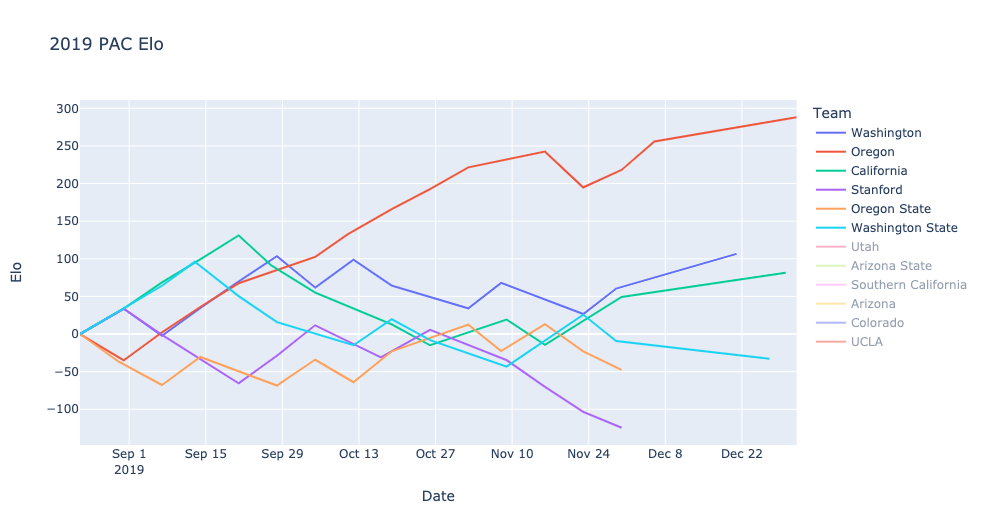 2019 PAC Elo
Elo
300
250
200
150
100
50
0
−50
−100
Sep 1
2019
Sep 15
Sep 29
Oct 13
Oct 27
Nov 10
Nov 24
Dec 8
Dec 22
Date
Team
Washington
Oregon
California
Stanford
Oregon State
Washington State
Utah
Arizona State
Southern California
Arizona
Colorado
UCLA